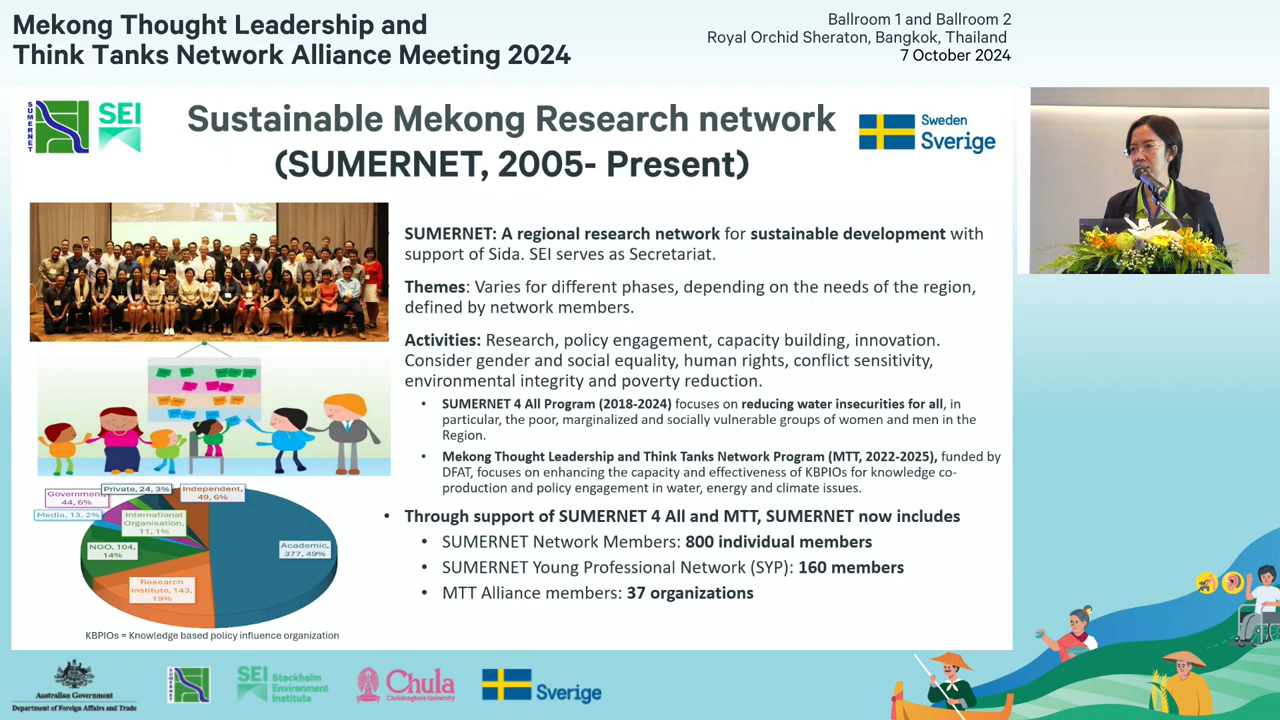 Mekong Thought Leadership and
Think Tanks Network Alliance Meeting 2024
Ballroom 1 and Ballroom 2
Royal Orchid Sheraton, Bangkok, Thailand
7 October 2024
SUMERNET
SEI
Sustainable Mekong Research network
(SUMERNET, 2005- Present)
Sweden
Sverige
SUMERNET: A regional research network for sustainable development with
support of Sida. SEI serves as Secretariat.
Themes: Varies for different phases, depending on the needs of the region,
defined by network members.
Activities: Research, policy engagement, capacity building, innovation.
Consider gender and social equality, human rights, conflict sensitivity,
environmental integrity and poverty reduction.
• SUMERNET 4 All Program (2018-2024) focuses on reducing water insecurities for all, in
particular, the poor, marginalized and socially vulnerable groups of women and men in the
Region.
• Mekong Thought Leadership and Think Tanks Network Program (MTT, 2022-2025), funded by
DFAT, focuses on enhancing the capacity and effectiveness of KBPIOs for knowledge co-
production and policy engagement in water, energy and climate issues.
• Through support of SUMERNET 4 All and MTT, SUMERNET now includes
• SUMERNET Network Members: 800 individual members
• SUMERNET Young Professional Network (SYP): 160 members
• MTT Alliance members: 37 organizations
Government,
44, 6%
Private, 24, 3%
Independent,
49, 6%
Media, 13, 2%
International
Organisation,
11, 1%
NGO, 104,
14%
Academic,
377, 49%
Research
Institute, 143,
19%
KBPIOs = Knowledge based policy influence organization
Australian Government
Department of Foreign Affairs and Trade
SUMERNET
SEI
Stockholm
Environment
Institute
Chula
Chulalongkorn University
Sverige